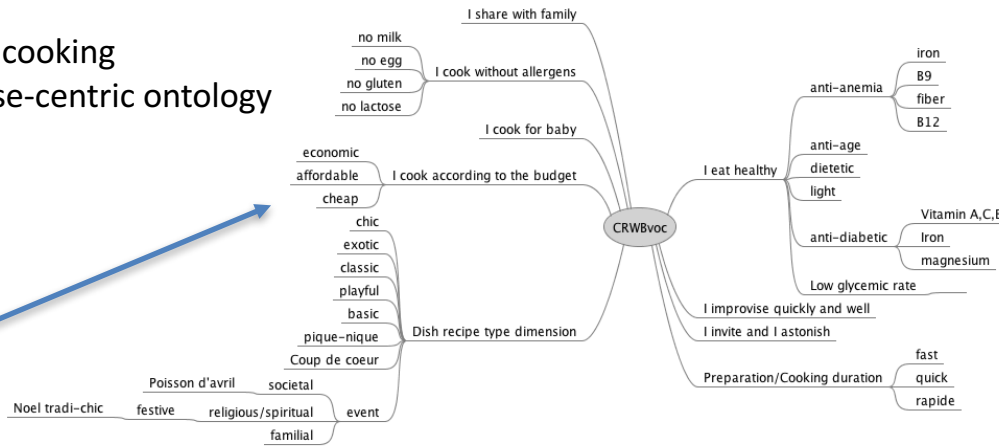 cooking
se-centric ontology
I share with family
no milk
no egg
no gluten
no lactose
I cook without allergens
I cook for baby
economic
affordable
cheap
I cook according to the budget
chic
exotic
classic
playful
basic
pique-nique
Coup de coeur
Dish recipe type dimension
Poisson d'avril
societal
Noel tradi-chic
festive
religious/spiritual
event
familial
CRWBvoc
I eat healthy
anti-anemia
iron
B9
fiber
B12
anti-age
dietetic
light
anti-diabetic
Vitamin A,C,E
Iron
magnesium
Low glycemic rate
I improvise quickly and well
I invite and I astonish
Preparation/Cooking duration
fast
quick
rapide